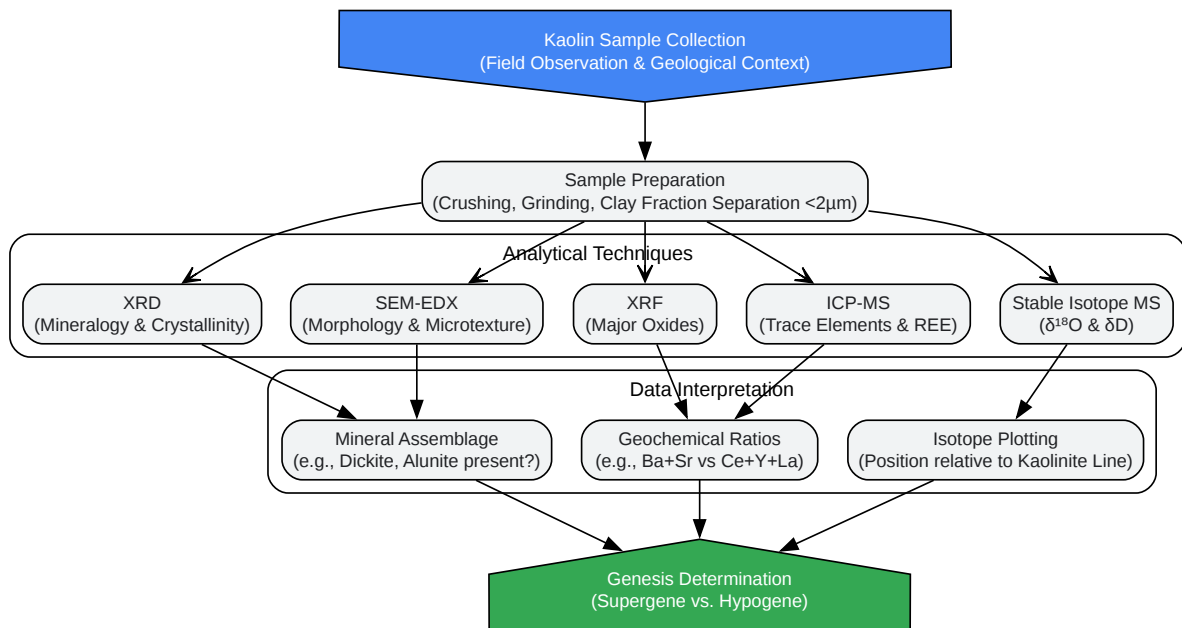 Kaolin Sample Collection
(Field Observation & Geological Context)
Sample Preparation
(Crushing, Grinding, Clay Fraction Separation <2µm)
Analytical Techniques
XRD
(Mineralogy & Crystallinity)
SEM-EDX
(Morphology & Microtexture)
XRF
(Major Oxides)
ICP-MS
(Trace Elements & REE)
Stable Isotope MS
(δ¹⁸O & δD)
Data Interpretation
Mineral Assemblage
(e.g., Dickite, Alunite present?)
Geochemical Ratios
(e.g., Ba+Sr vs Ce+Y+La)
Isotope Plotting
(Position relative to Kaolinite Line)
Genesis Determination
(Supergene vs. Hypogene)